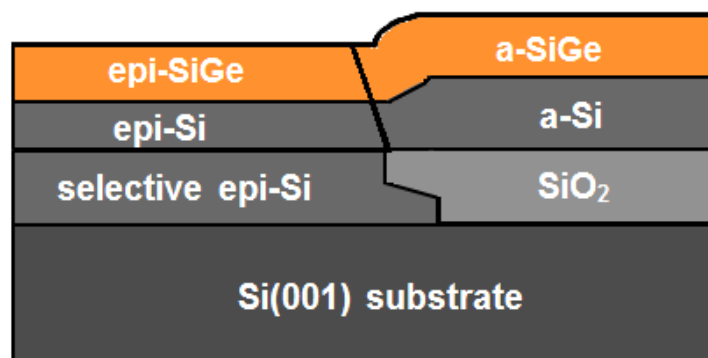 epi-SiGe
a-SiGe
epi-Si
a-Si
selective epi-Si
SiO₂
Si(001) substrate